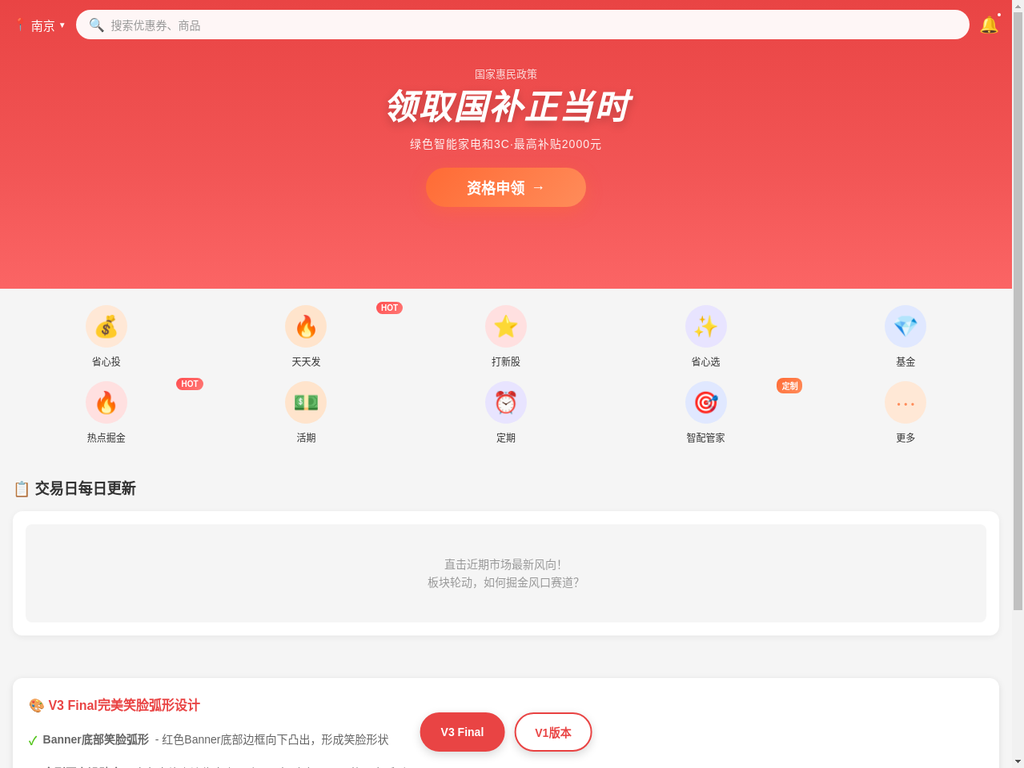 南京
搜索优惠券、商品
国家惠民政策
领取国补正当时
绿色智能家电和3C·最高补贴2000元
资格申领 →
HOT
省心投
天天发
打新股
省心选
基金
HOT
定制
热点掘金
活期
定期
智配管家
更多
交易日每日更新
直击近期市场最新风向!
板块轮动，如何掘金风口赛道?
V3 Final完美笑脸弧形设计
V3 Final
V1版本
✓ Banner底部笑脸弧形 - 红色Banner底部边框向下凸出，形成笑脸形状